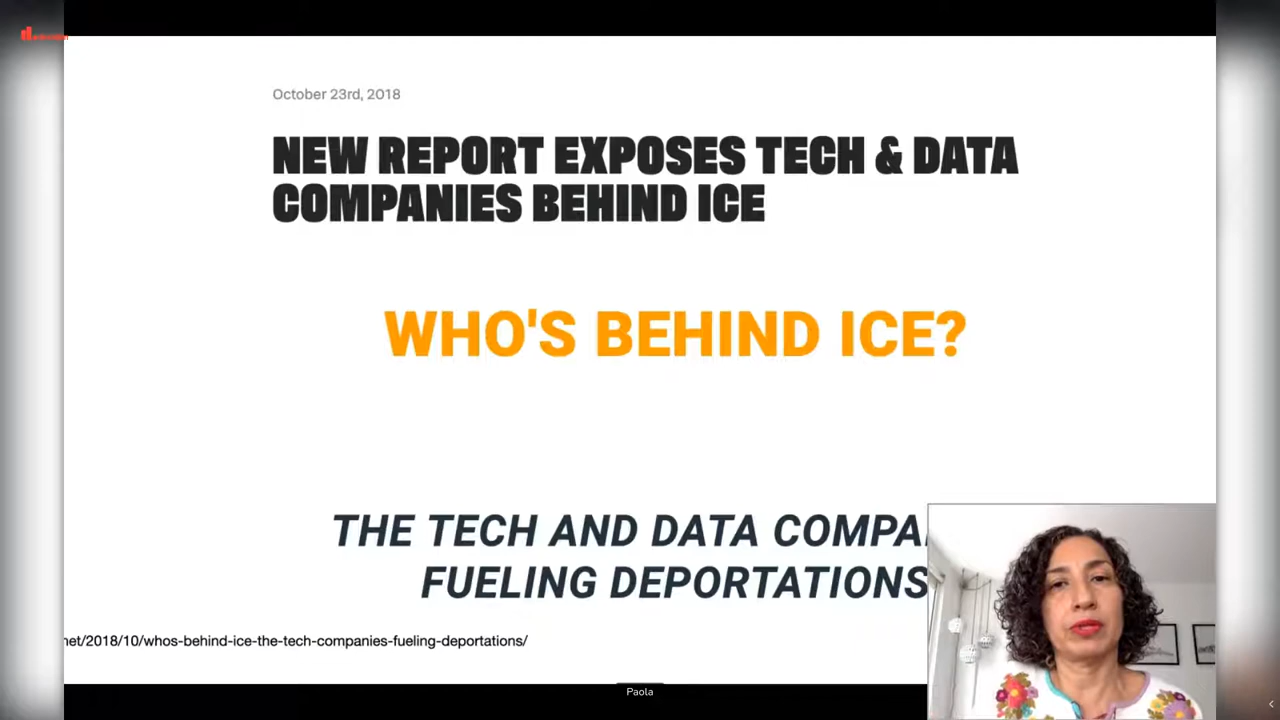 October 23rd, 2018
NEW REPORT EXPOSES TECH & DATA
COMPANIES BEHIND ICE
WHO'S BEHIND ICE?
THE TECH AND DATA COMPA
FUELING DEPORTATIONS
net/2018/10/whos-behind-ice-the-tech-companies-fueling-deportations/
Paola